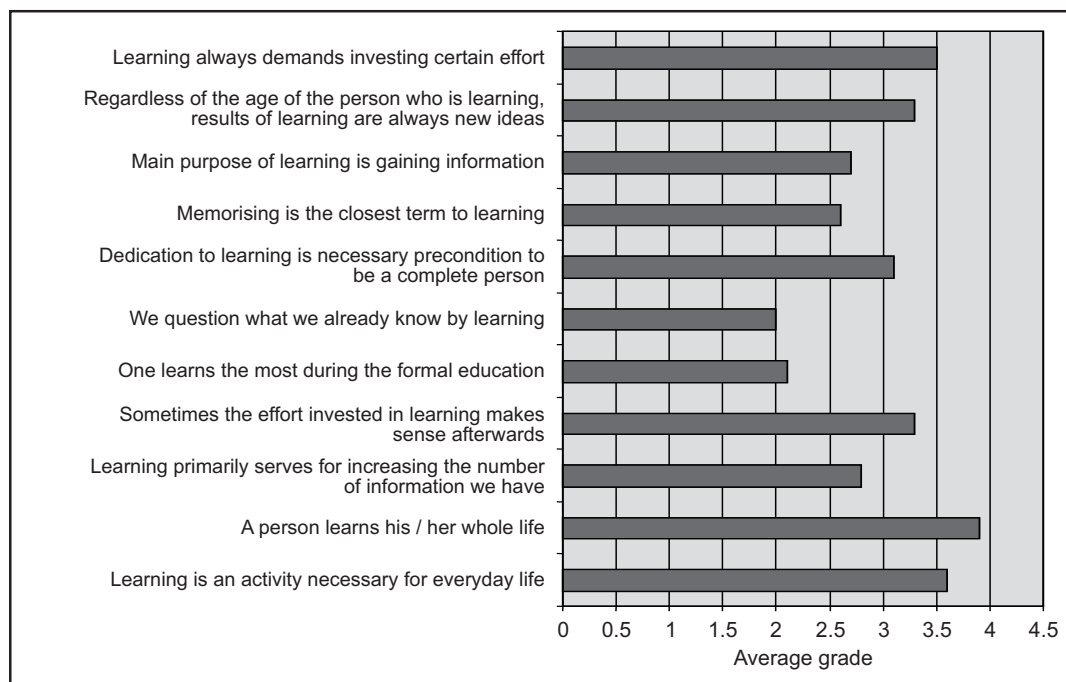 Learning always demands investing certain effort
Regardless of the age of the person who is learning,
results of learning are always new ideas
Main purpose of learning is gaining information
Memorising is the closest term to learning
Dedication to learning is necessary precondition to
be a complete person
We question what we already know by learning
One learns the most during the formal education
Sometimes the effort invested in learning makes
sense afterwards
Learning primarily serves for increasing the number
of information we have
A person learns his / her whole life
Learning is an activity necessary for everyday life
0 0.5 1 1.5 2 2.5 3 3.5 4 4.5
Average grade